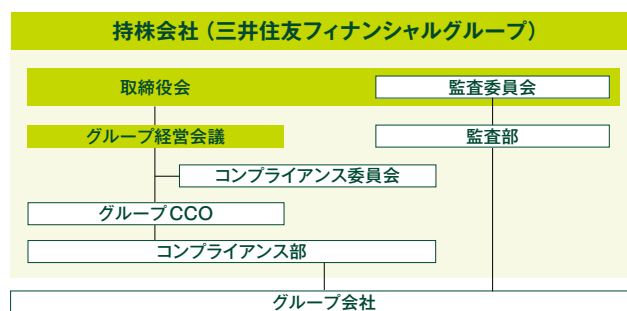 持株会社(三井住友フィナンシャルグループ)
取締役会
監査委員会
グループ経営会議
監査部
コンプライアンス委員会
グループCCO
コンプライアンス部
グループ会社